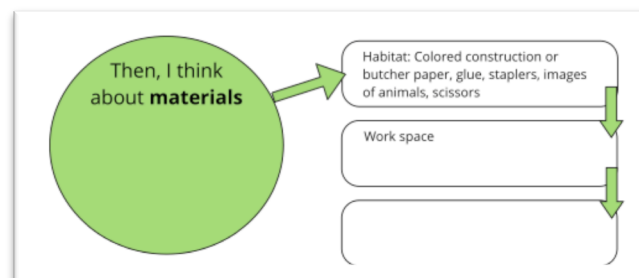 Then, I think
about materials
Habitat: Colored construction or
butcher paper, glue, staplers, images
of animals, scissors
Work space